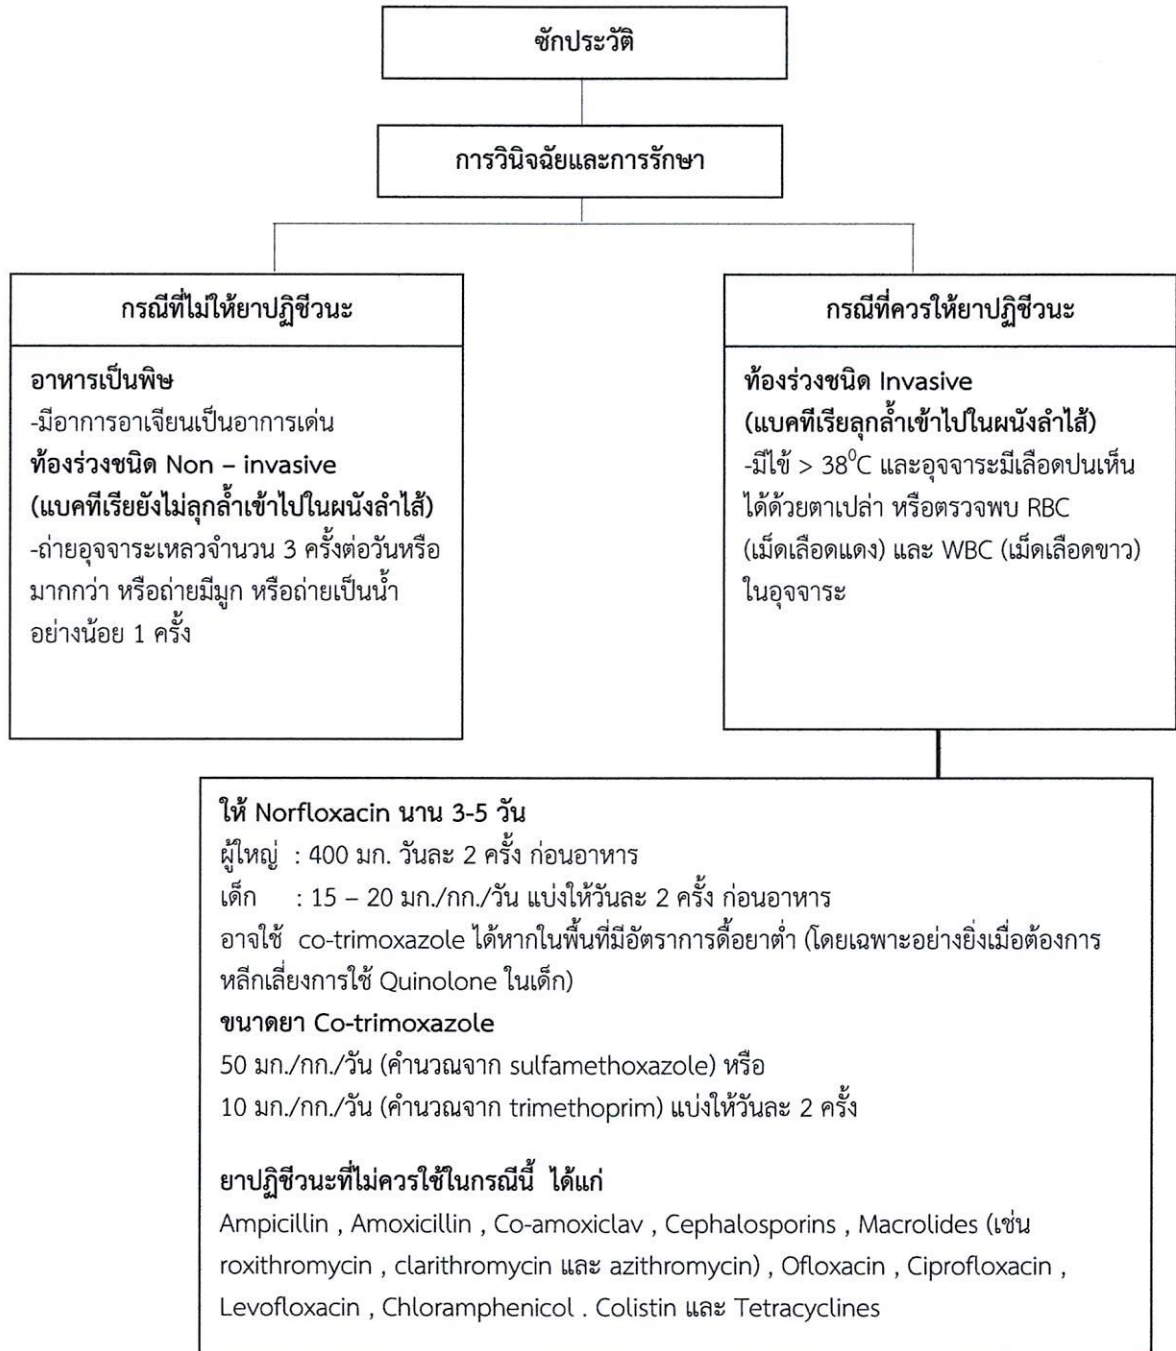 ซักประวัติ
การวินิจฉัยและการรักษา
กรณีที่ไม่ให้ยาปฏิชีวนะ
อาหารเป็นพิษ
-มีอาการอาเจียนเป็นอาการเด่น
ท้องร่วงชนิด Non – invasive
(แบคทีเรียยังไม่ลุกล้ำเข้าไปในผนังลำไส้)
-ถ่ายอุจจาระเหลวจำนวน 3 ครั้งต่อวันหรือ
มากกว่า หรือถ่ายมีมูก หรือถ่ายเป็นน้ำ
อย่างน้อย 1 ครั้ง
กรณีที่ควรให้ยาปฏิชีวนะ
ท้องร่วงชนิด Invasive
(แบคทีเรียลุกล้ำเข้าไปในผนังลำไส้)
-มีไข้ > 38⁰C และอุจจาระมีเลือดปนเห็น
ได้ด้วยตาเปล่า หรือตรวจพบ RBC
(เม็ดเลือดแดง) และ WBC (เม็ดเลือดขาว)
ในอุจจาระ
ให้ Norfloxacin นาน 3-5 วัน
ผู้ใหญ่ : 400 มก. วันละ 2 ครั้ง ก่อนอาหาร
เด็ก : 15 – 20 มก./กก./วัน แบ่งให้วันละ 2 ครั้ง ก่อนอาหาร
อาจใช้ co-trimoxazole ได้หากในพื้นที่มีอัตราการดื้อยาต่ำ (โดยเฉพาะอย่างยิ่งเมื่อต้องการ
หลีกเลี่ยงการใช้ Quinolone ในเด็ก)
ขนาดยา Co-trimoxazole
50 มก./กก./วัน (คำนวณจาก sulfamethoxazole) หรือ
10 มก./กก./วัน (คำนวณจาก trimethoprim) แบ่งให้วันละ 2 ครั้ง
ยาปฏิชีวนะที่ไม่ควรใช้ในกรณีนี้ ได้แก่
Ampicillin , Amoxicillin , Co-amoxiclav , Cephalosporins , Macrolides (เช่น
roxithromycin , clarithromycin และ azithromycin) , Ofloxacin , Ciprofloxacin ,
Levofloxacin , Chloramphenicol . Colistin และ Tetracyclines